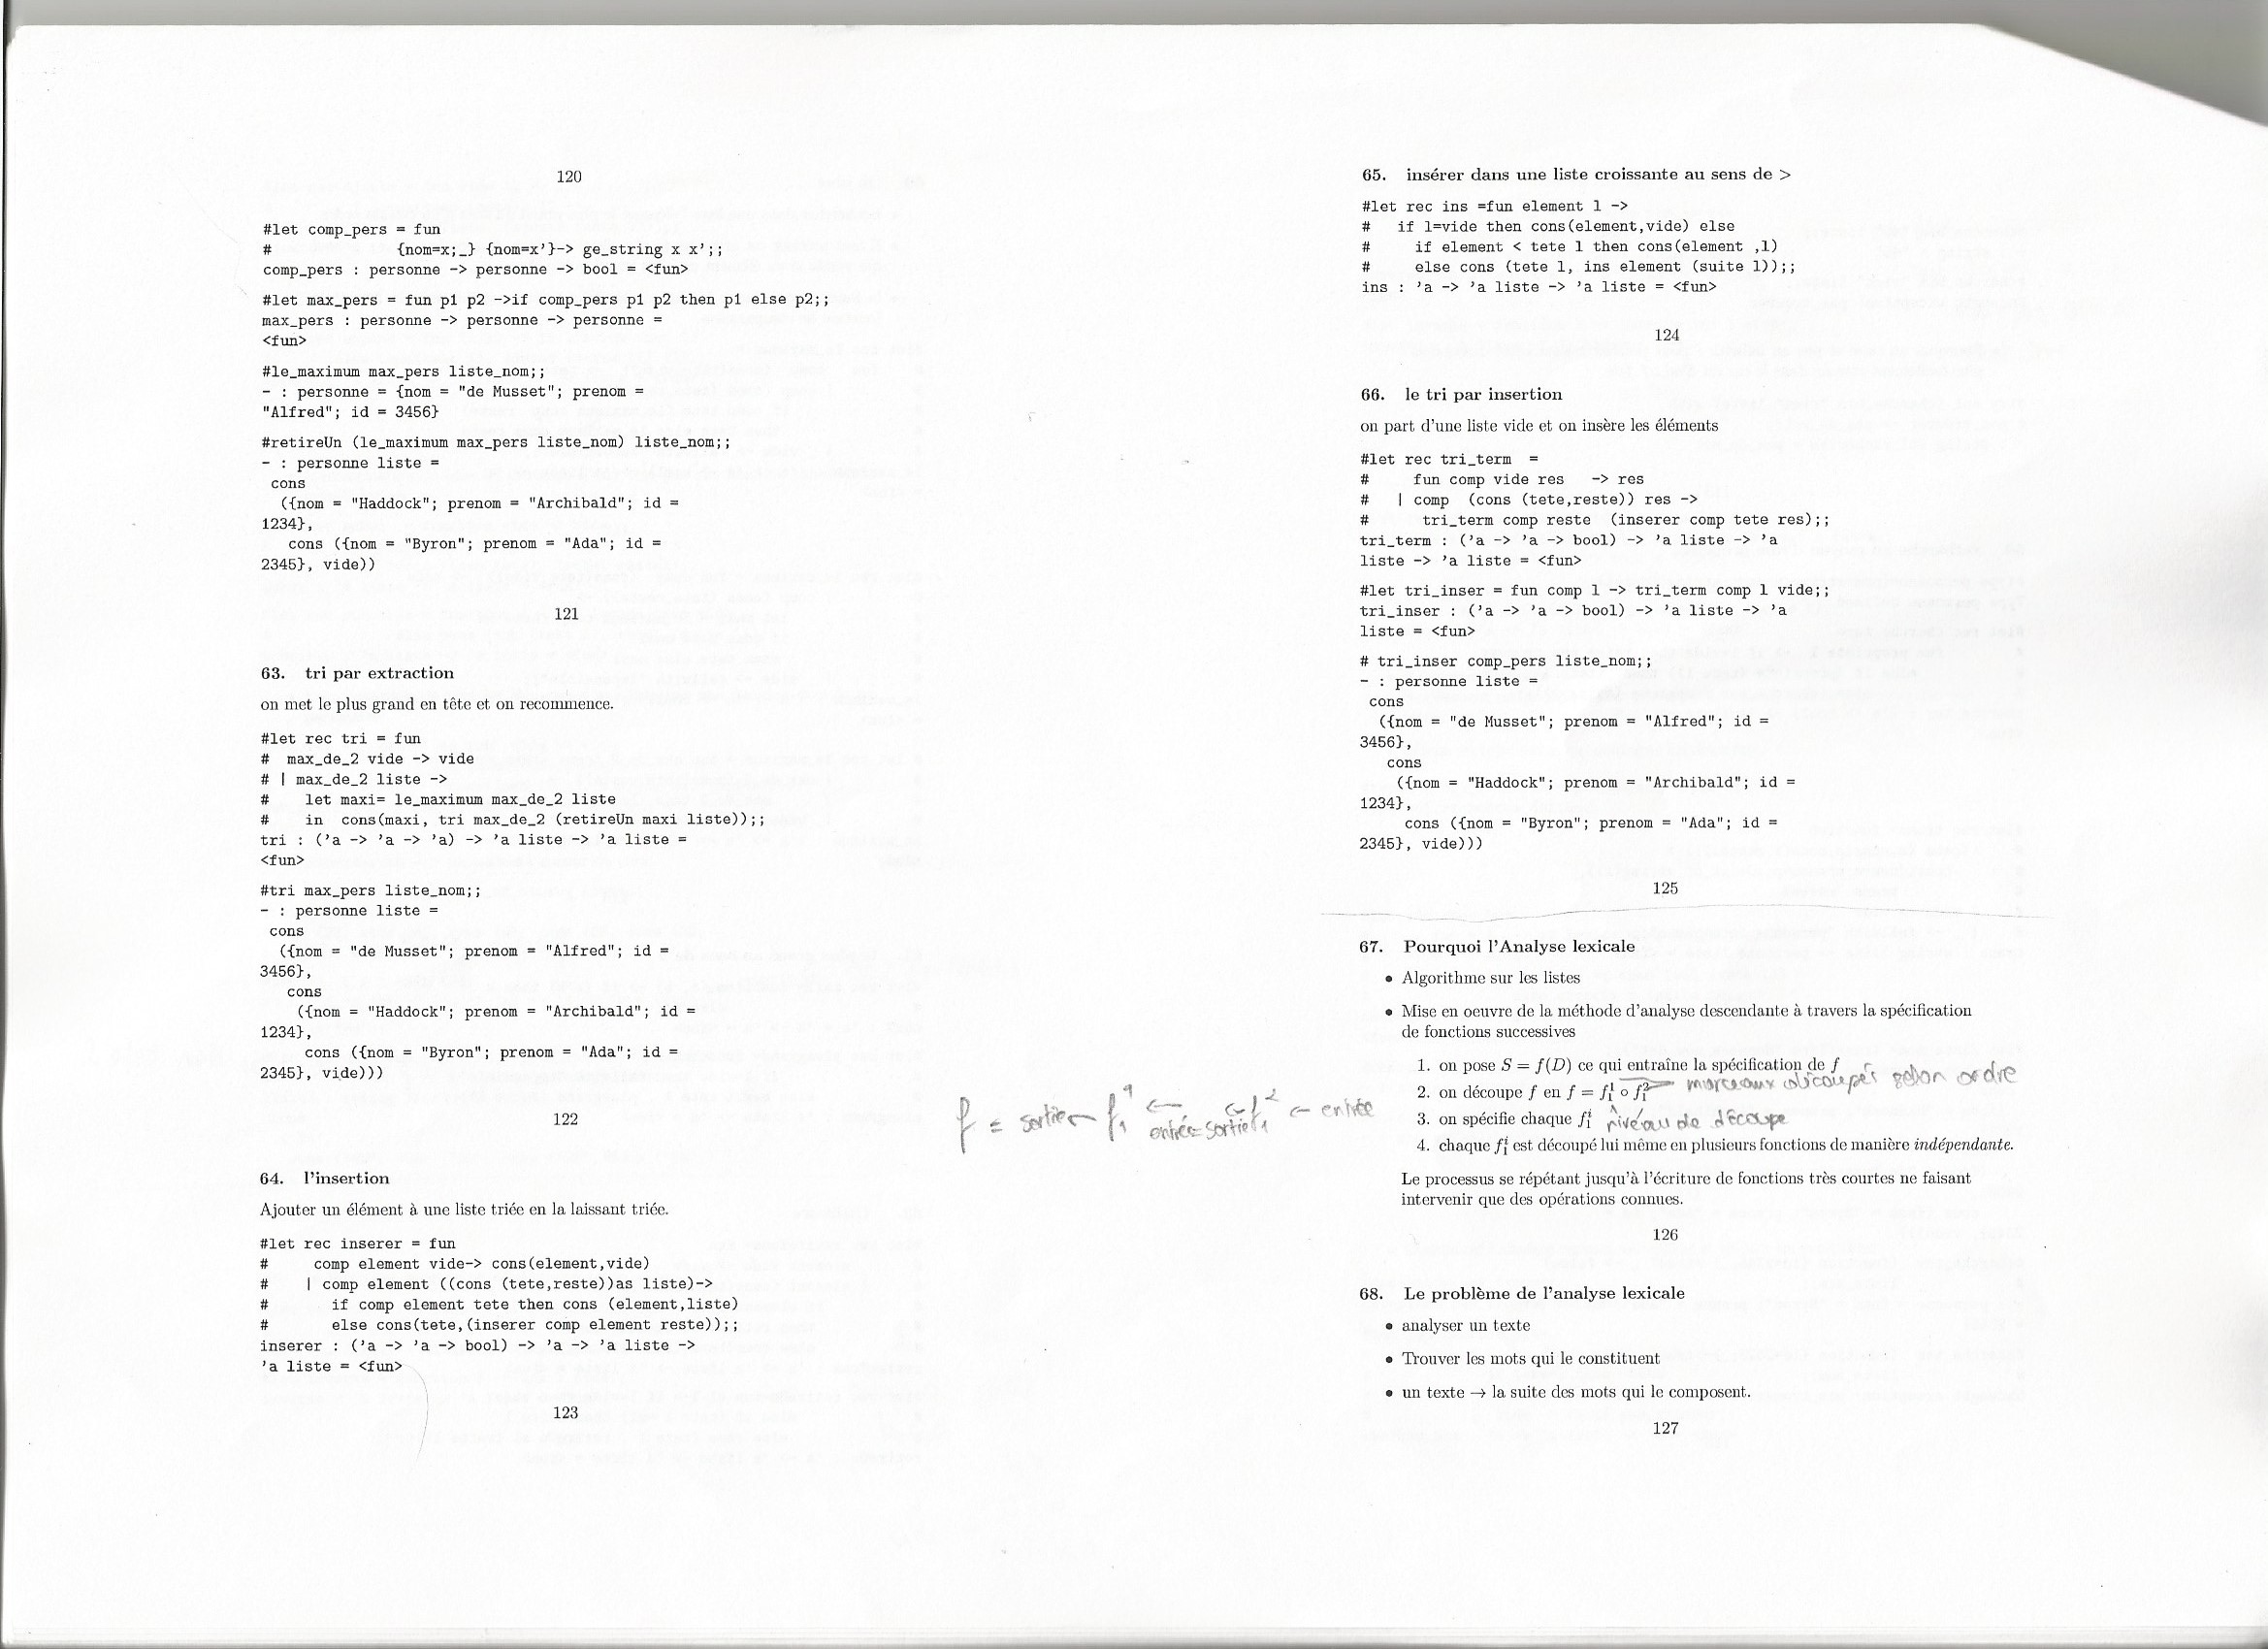 120
#let comp_pers = fun
#               {nom=x;_} {nom=x'}-> ge_string x x';;
comp_pers : personne -> personne -> bool = <fun>
#let max_pers = fun p1 p2 ->if comp_pers p1 p2 then p1 else p2;;
max_pers : personne -> personne -> personne =
<fun>
#le_maximum max_pers liste_nom;;
- : personne = {nom = "de Musset"; prenom =
"Alfred"; id = 3456}
#retireUn (le_maximum max_pers liste_nom) liste_nom;;
- : personne liste =
 cons
  ({nom = "Haddock"; prenom = "Archibald"; id =
1234},
   cons ({nom = "Byron"; prenom = "Ada"; id =
2345}, vide))
121
63. tri par extraction
on met le plus grand en tête et on recommence.
#let rec tri = fun
#  max_de_2 vide -> vide
# | max_de_2 liste ->
#    let maxi= le_maximum max_de_2 liste
#    in  cons(maxi, tri max_de_2 (retireUn maxi liste));;
tri : ('a -> 'a -> 'a) -> 'a liste -> 'a liste =
<fun>
#tri max_pers liste_nom;;
- : personne liste =
 cons
  ({nom = "de Musset"; prenom = "Alfred"; id =
3456},
   cons
    ({nom = "Haddock"; prenom = "Archibald"; id =
1234},
     cons ({nom = "Byron"; prenom = "Ada"; id =
2345}, vide)))
122
64. l'insertion
Ajouter un élément à une liste triée en la laissant triée.
#let rec inserer = fun
#     comp element vide-> cons(element,vide)
#    | comp element ((cons (tete,reste))as liste)->
#       if comp element tete then cons (element,liste)
#       else cons(tete,(inserer comp element reste));;
inserer : ('a -> 'a -> bool) -> 'a -> 'a liste ->
'a liste = <fun>
123
65. insérer dans une liste croissante au sens de >
#let rec ins =fun element l ->
#   if l=vide then cons(element,vide) else
#     if element < tete l then cons(element ,l)
#     else cons (tete l, ins element (suite l));;
ins : 'a -> 'a liste -> 'a liste = <fun>
124
66. le tri par insertion
on part d'une liste vide et on insère les éléments
#let rec tri_term  =
#     fun comp vide res   -> res
#   | comp  (cons (tete,reste)) res ->
#      tri_term comp reste  (inserer comp tete res);;
tri_term : ('a -> 'a -> bool) -> 'a liste -> 'a
liste -> 'a liste = <fun>
#let tri_inser = fun comp l -> tri_term comp l vide;;
tri_inser : ('a -> 'a -> bool) -> 'a liste -> 'a
liste = <fun>
# tri_inser comp_pers liste_nom;;
- : personne liste =
 cons
  ({nom = "de Musset"; prenom = "Alfred"; id =
3456},
   cons
    ({nom = "Haddock"; prenom = "Archibald"; id =
1234},
     cons ({nom = "Byron"; prenom = "Ada"; id =
2345}, vide)))
125
67. Pourquoi l'Analyse lexicale
• Algorithme sur les listes
• Mise en oeuvre de la méthode d'analyse descendante à travers la spécification
de fonctions successives
1. on pose S = f(D) ce qui entraîne la spécification de f
2. on découpe f en f = f₁¹ ∘ f₁² morceaux découpés selon ordre
f = sortie ← f₁¹ ← entrée=sortie ← f₁² ← entrée
3. on spécifie chaque f₁ⁱ niveau de découpe
4. chaque f₁ⁱ est découpé lui même en plusieurs fonctions de manière indépendante.
Le processus se répétant jusqu'à l'écriture de fonctions très courtes ne faisant
intervenir que des opérations connues.
126
68. Le problème de l'analyse lexicale
• analyser un texte
• Trouver les mots qui le constituent
• un texte → la suite des mots qui le composent.
127